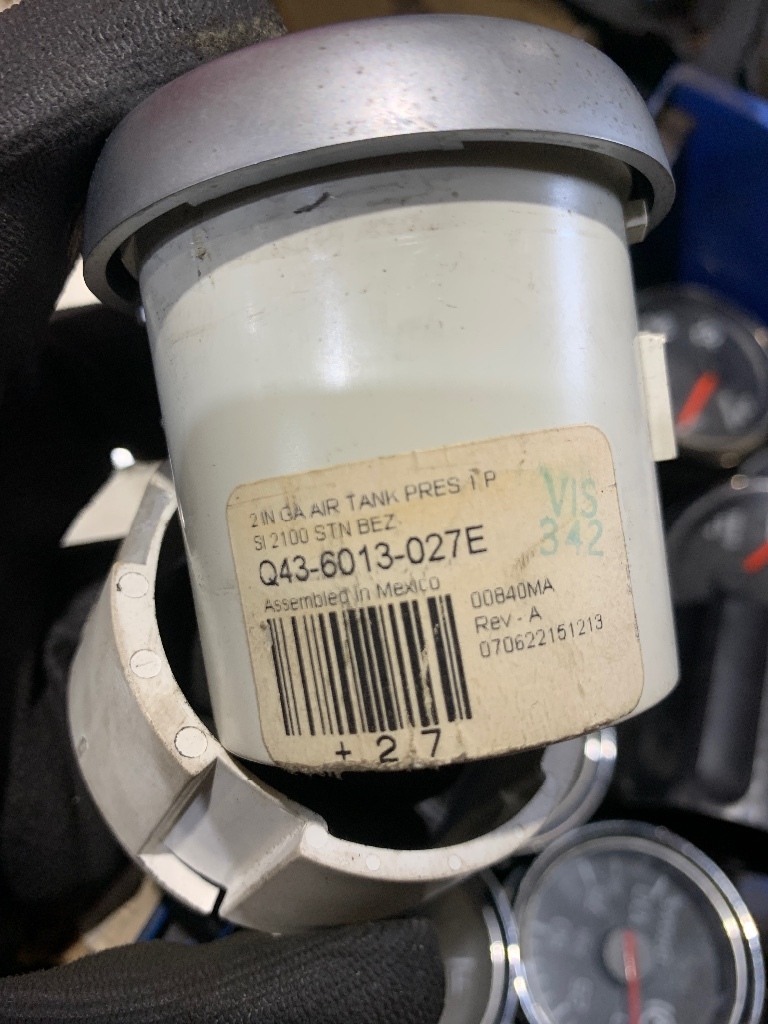 2 IN GA AIR TANK PRES I P
SI 2100 STN BEZ
Q43-6013-027E
VIS
342
Assembled in Mexico
00840MA
Rev - A
070622151213
+ 2 7